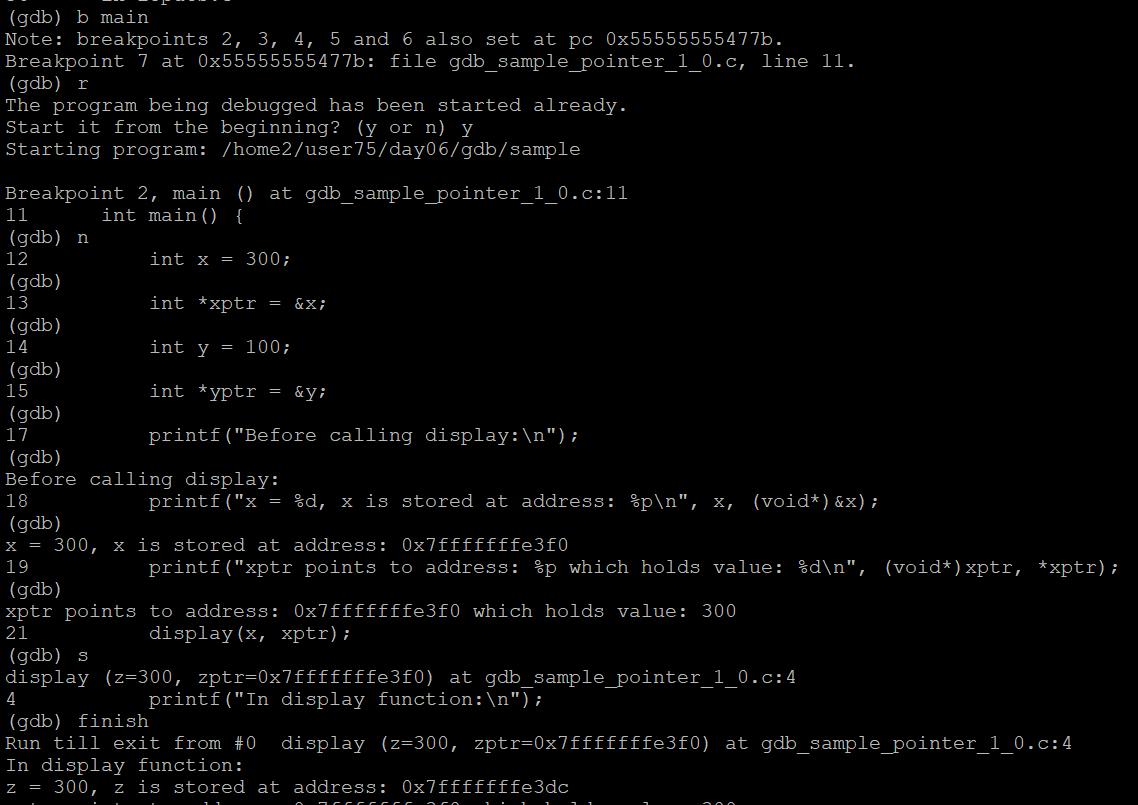 (gdb) b main
Note: breakpoints 2, 3, 4, 5 and 6 also set at pc 0x55555555477b.
Breakpoint 7 at 0x55555555477b: file gdb_sample_pointer_1_0.c, line 11.
(gdb) r
The program being debugged has been started already.
Start it from the beginning? (y or n) y
Starting program: /home2/user75/day06/gdb/sample
Breakpoint 2, main () at gdb_sample_pointer_1_0.c:11
11      int main() {
(gdb) n
12          int x = 300;
(gdb)
13          int *xptr = &x;
(gdb)
14          int y = 100;
(gdb)
15          int *yptr = &y;
(gdb)
17          printf("Before calling display:\n");
(gdb)
Before calling display:
18          printf("x = %d, x is stored at address: %p\n", x, (void*)&x);
(gdb)
x = 300, x is stored at address: 0x7fffffffe3f0
19          printf("xptr points to address: %p which holds value: %d\n", (void*)xptr, *xptr);
(gdb)
xptr points to address: 0x7fffffffe3f0 which holds value: 300
21          display(x, xptr);
(gdb) s
display (z=300, zptr=0x7fffffffe3f0) at gdb_sample_pointer_1_0.c:4
4           printf("In display function:\n");
(gdb) finish
Run till exit from #0  display (z=300, zptr=0x7fffffffe3f0) at gdb_sample_pointer_1_0.c:4
In display function:
z = 300, z is stored at address: 0x7fffffffe3dc